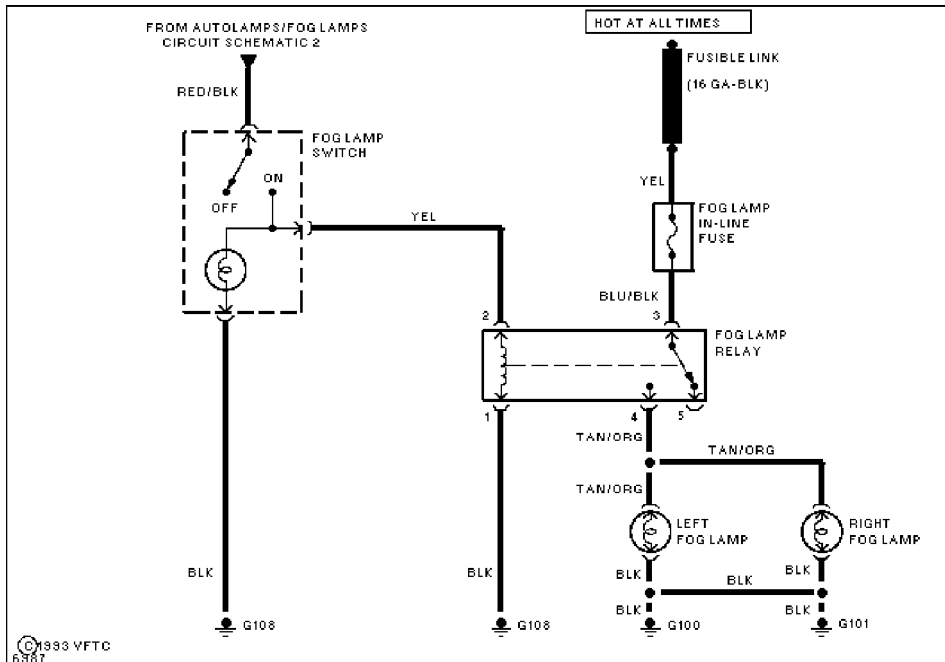 FROM AUTOLAMPS/FOG LAMPS
CIRCUIT SCHEMATIC 2
HOT AT ALL TIMES
FUSIBLE LINK
(16 GA-BLK)
RED/BLK
FOG LAMP
SWITCH
ON
OFF
YEL
YEL
FOG LAMP
IN-LINE
FUSE
BLU/BLK
2
3
FOG LAMP
RELAY
1
4
5
TAN/ORG
TAN/ORG
TAN/ORG
LEFT
FOG LAMP
RIGHT
FOG LAMP
BLK
BLK
BLK
BLK
BLK
BLK
BLK
G108
G108
G100
G101
©1993 VFTC
6987